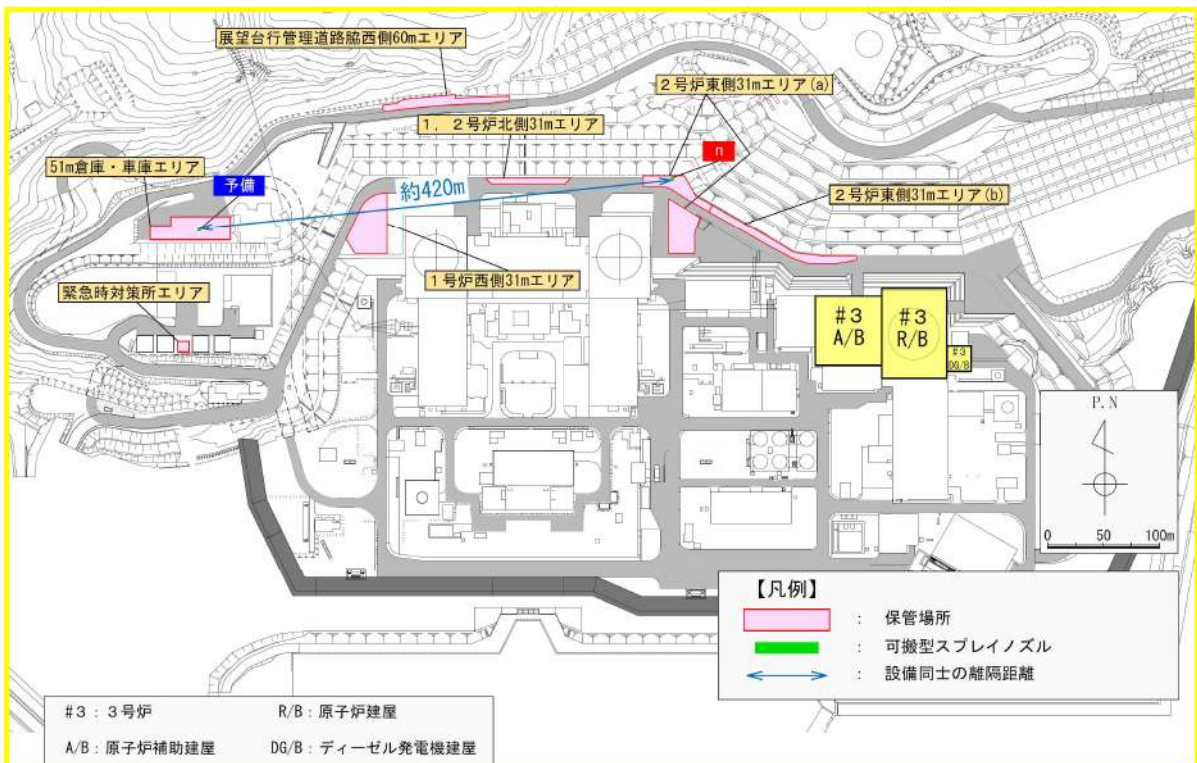 展望台行管理道路脇西側60mエリア
2号炉東側31mエリア(a)
1,2号炉北側31mエリア
n
51m倉庫・車庫エリア
予備
約420m
2号炉東側31mエリア(b)
1号炉西側31mエリア
緊急時対策所エリア
#3
A/B
#3
R/B
#3
DG/B
P.N
0 50 100m
【凡例】
: 保管場所
: 可搬型スプレイノズル
: 設備同士の離隔距離
#3:3号炉 R/B:原子炉建屋
A/B:原子炉補助建屋 DG/B:ディーゼル発電機建屋